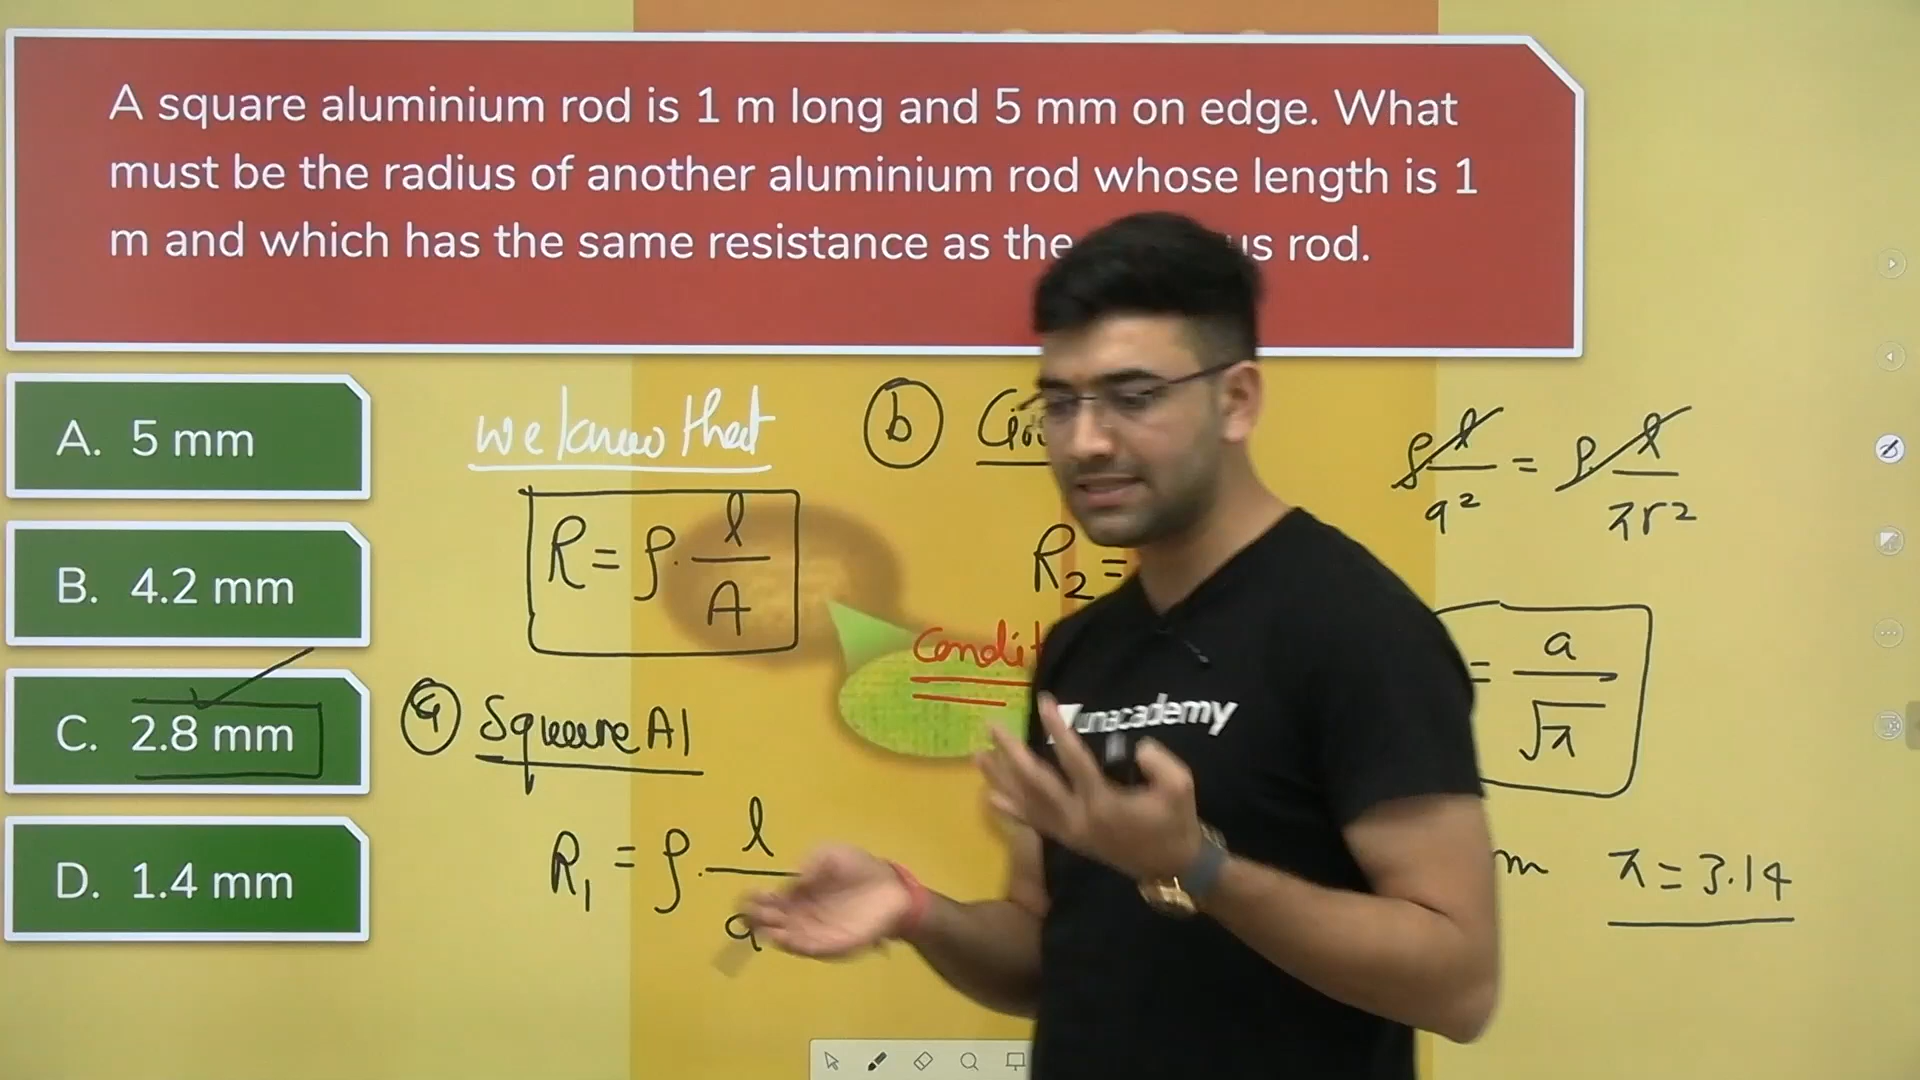 A square aluminium rod is 1 m long and 5 mm on edge. What
must be the radius of another aluminium rod whose length is 1
m and which has the same resistance as the us rod.
A. 5 mm
B. 4.2 mm
C. 2.8 mm
D. 1.4 mm
we know that
R = ρ. l / A
a Square Al
R₁ = ρ. l / a
b
R₂ =
Condit
ρ l / a² = ρ. l / πr²
= a / √π
m π = 3.14
unacademy